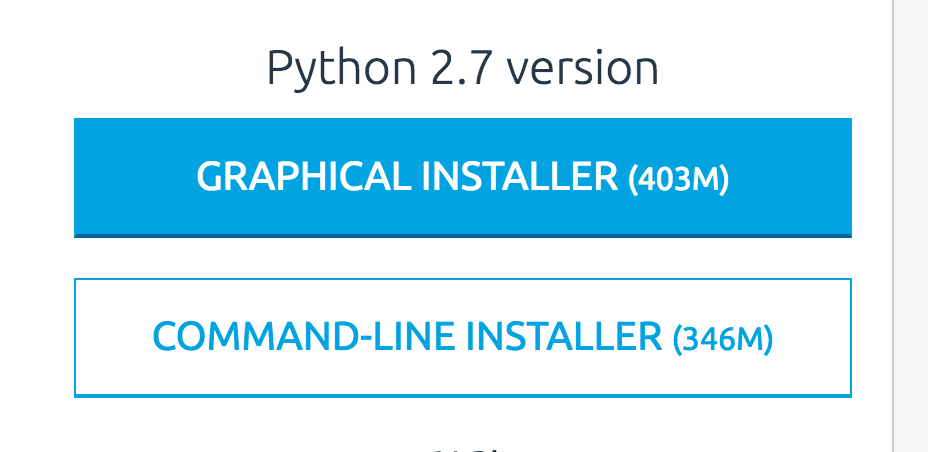 Python 2.7 version
GRAPHICAL INSTALLER (403M)
COMMAND-LINE INSTALLER (346M)